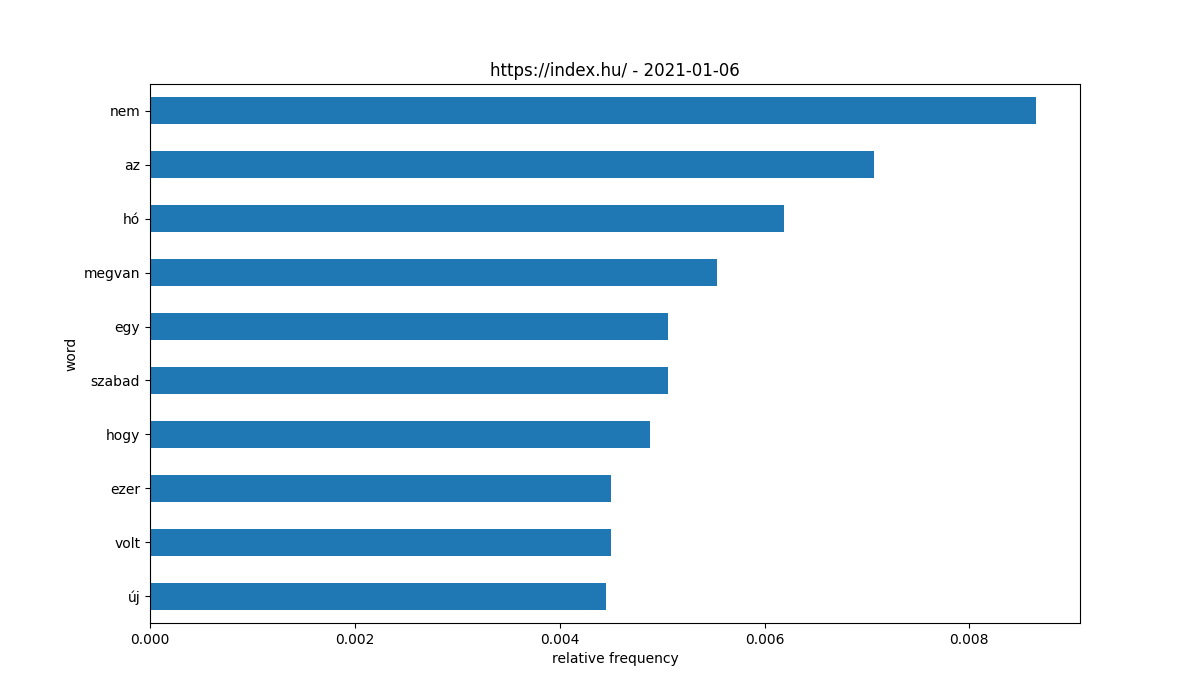 https://index.hu/ - 2021-01-06
nem
az
hó
megvan
egy
szabad
hogy
ezer
volt
új
word
0.000 0.002 0.004 0.006 0.008
relative frequency